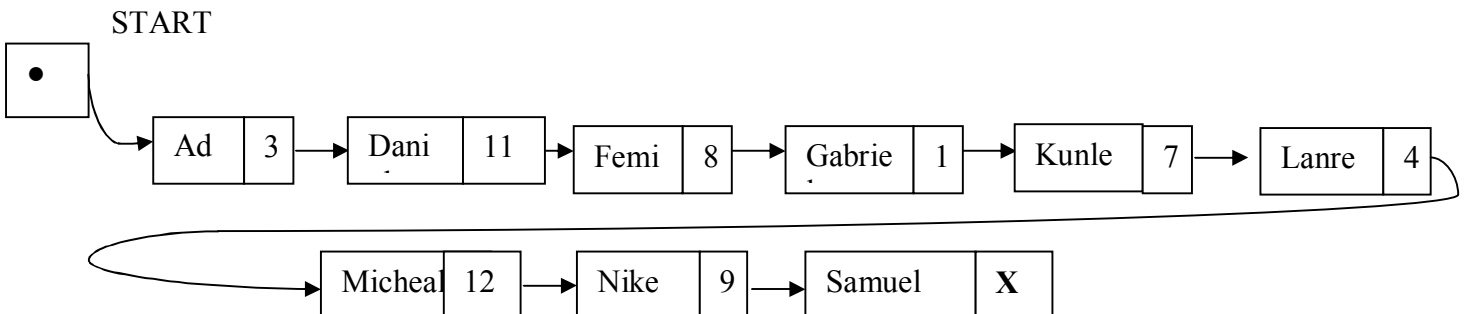 START
Ad 3 Dani 11 Femi 8 Gabrie 1 Kunle 7 Lanre 4
Micheal 12 Nike 9 Samuel X